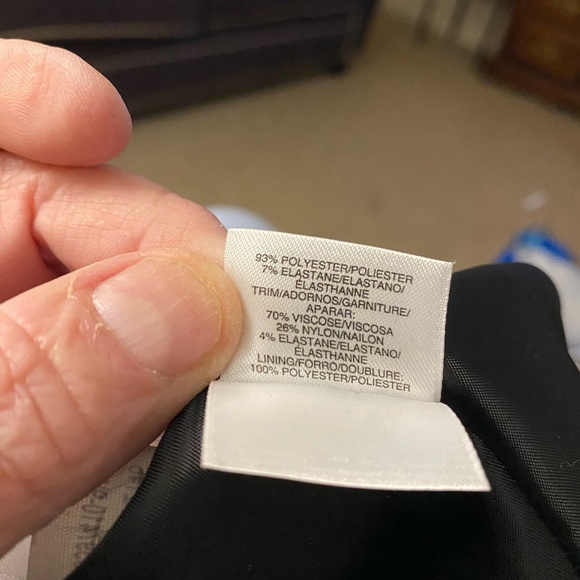 93% POLYESTER/POLIESTER
7% ELASTANE/ELASTANO/
ÉLASTHANNE
TRIM/ADORNOS/GARNITURE/
APARAR:
70% VISCOSE/VISCOSA
26% NYLON/NAILON
4% ELASTANE/ELASTANO/
ÉLASTHANNE
LINING/FORRO/DOUBLURE:
100% POLYESTER/POLIESTER